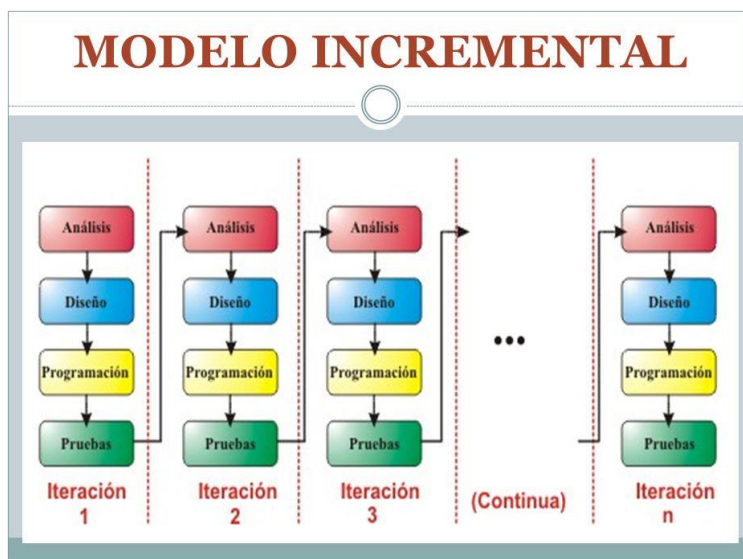 MODELO INCREMENTAL
Análisis
Diseño
Programación
Pruebas
Iteración
1
Análisis
Diseño
Programación
Pruebas
Iteración
2
Análisis
Diseño
Programación
Pruebas
Iteración
3
...
(Continua)
Análisis
Diseño
Programación
Pruebas
Iteración
n